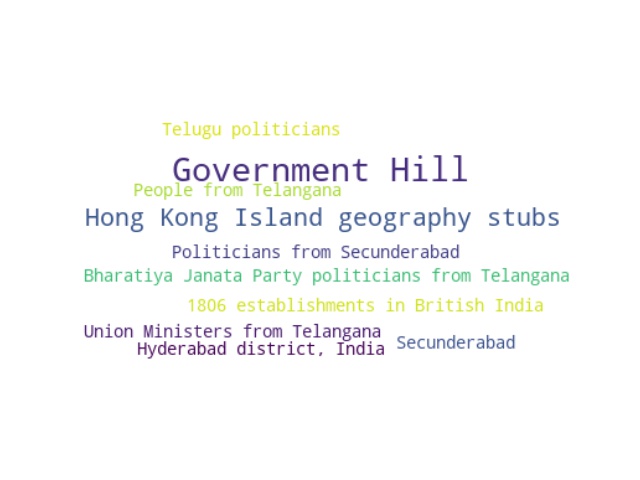 Telugu politicians
Government Hill
People from Telangana
Hong Kong Island geography stubs
Politicians from Secunderabad
Bharatiya Janata Party politicians from Telangana
1806 establishments in British India
Union Ministers from Telangana
Secunderabad
Hyderabad district, India